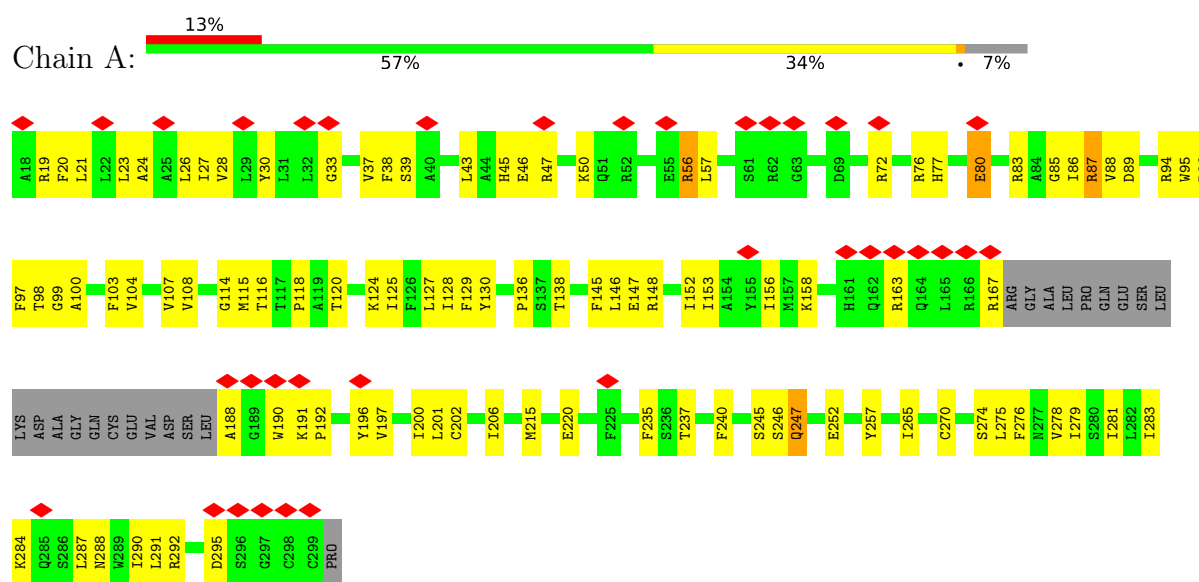 13%
Chain A:
57% 34% • 7%
A18 R19 F20 L21 L22 L23 A24 A25 L26 I27 V28 L29 Y30 L31 L32 G33 V37 F38 S39 A40 L43 A44 H45 E46 R47 K50 Q51 R52 E55 R56 L57 S61 R62 G63 D69 R72 R76 H77 E80 R83 A84 G85 I86 R87 V88 D89 R94 W95
F97 T98 G99 A100 F103 V104 V107 V108 G114 M115 T116 T117 P118 A119 T120 K124 I125 F126 L127 I128 F129 Y130 P136 S137 T138 F145 L146 E147 R148 I152 I153 A154 Y155 I156 M157 K158 H161 Q162 R163 Q164 L165 R166 R167 ARG GLY ALA LEU PRO GLN GLU SER LEU
LYS ASP ALA GLY GLN GLN CYS GLU VAL ASP SER LEU A188 G189 W190 K191 P192 Y196 V197 I200 L201 C202 I206 M215 E220 F225 F235 S236 T237 F240 S245 S246 Q247 E252 Y257 I265 C270 S274 L275 F276 N277 V278 I279 S280 I281 L282 I283
K284 Q285 S286 L287 N288 W289 I290 L291 R292 D295 S296 G297 C298 C299 PRO